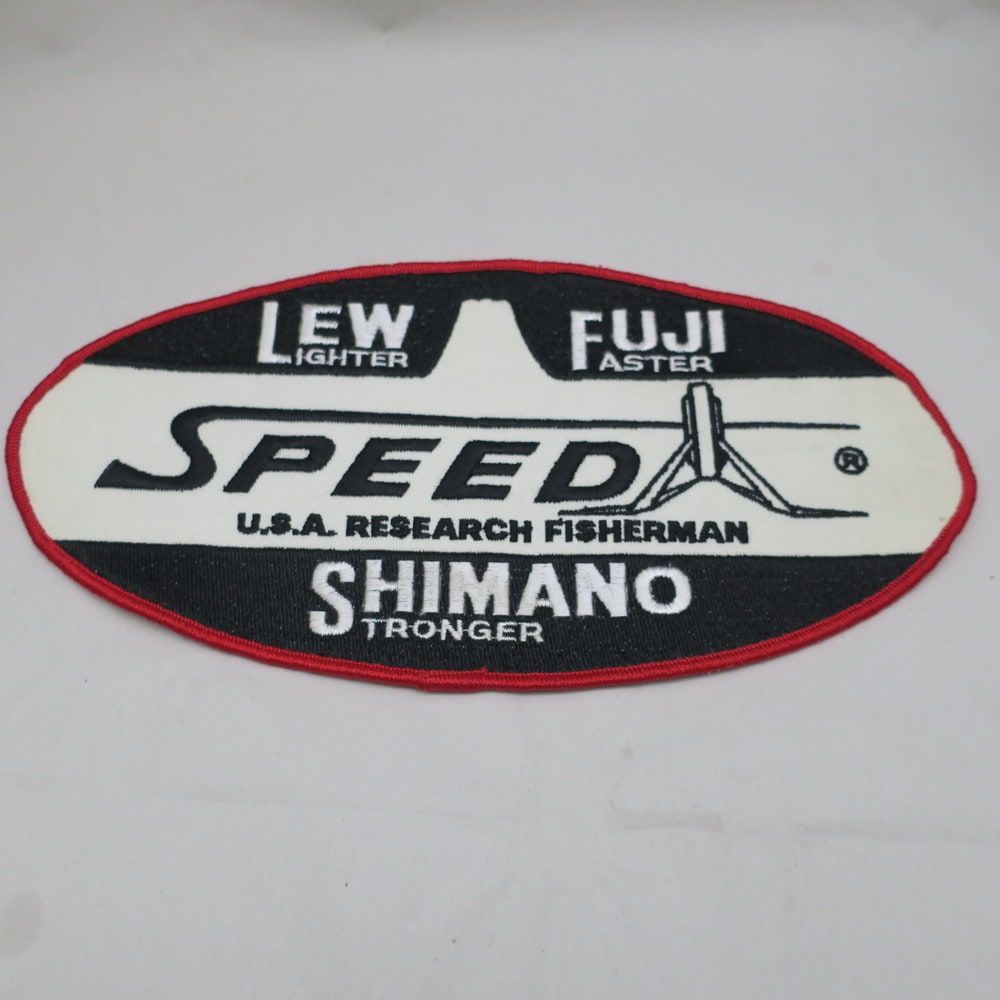 LEW FUJI
LIGHTER FASTER
SPEED ®
U.S.A. RESEARCH FISHERMAN
SHIMANO
STRONGER